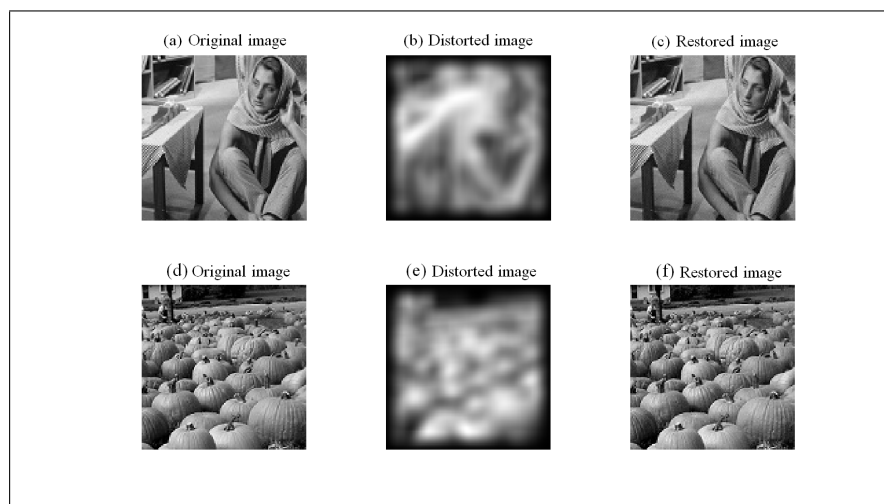 (a) Original image
(b) Distorted image
(c) Restored image
(d) Original image
(e) Distorted image
(f) Restored image